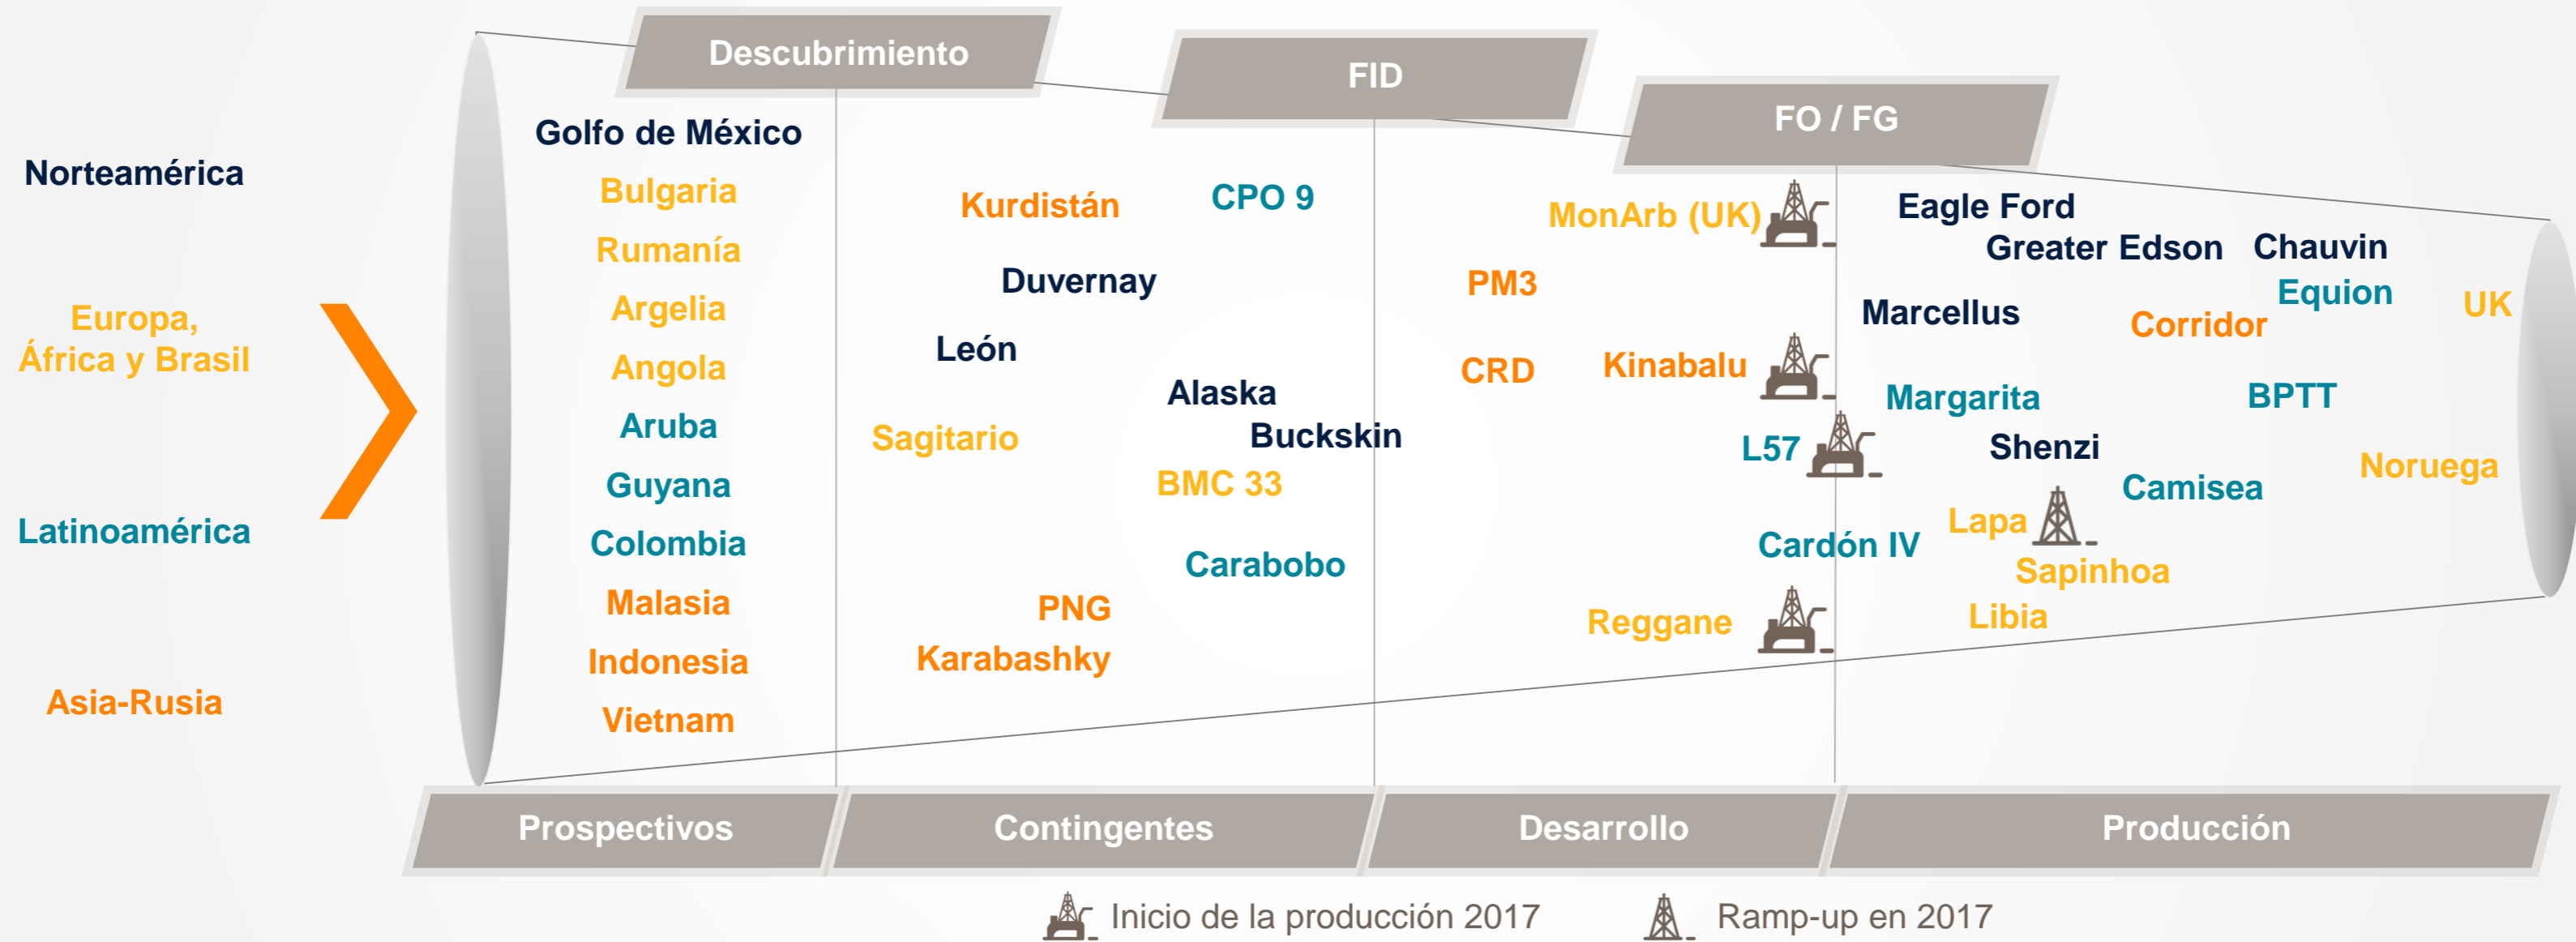 Descubrimiento
FID
FO / FG
Norteamérica
Europa,
África y Brasil
Latinoamérica
Asia-Rusia
Golfo de México
Bulgaria
Rumanía
Argelia
Angola
Aruba
Guyana
Colombia
Malasia
Indonesia
Vietnam
Kurdistán
CPO 9
Duvernay
León
Alaska
Buckskin
Sagitario
BMC 33
Carabobo
PNG
Karabashky
MonArb (UK)
PM3
CRD
Kinabalu
L57
Cardón IV
Reggane
Eagle Ford
Greater Edson
Chauvin
Equion
UK
Marcellus
Corridor
Margarita
BPTT
Shenzi
Noruega
Camisea
Lapa
Sapinhoa
Libia
Prospectivos
Contingentes
Desarrollo
Producción
Inicio de la producción 2017
Ramp-up en 2017